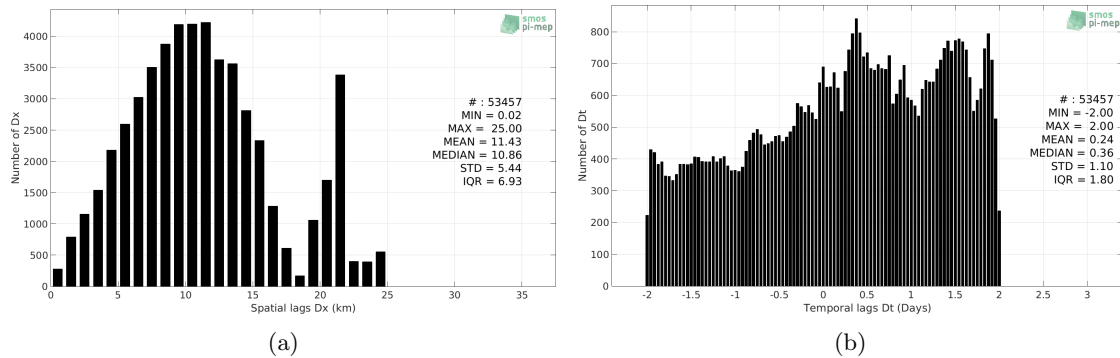 smos
pi-mep
Number of Dx
4000
3500
3000
2500
2000
1500
1000
500
0
# : 53457
MIN = 0.02
MAX = 25.00
MEAN = 11.43
MEDIAN = 10.86
STD = 5.44
IQR = 6.93
0 5 10 15 20 25 30 35
Spatial lags Dx (km)
(a)
smos
pi-mep
Number of Dt
800
700
600
500
400
300
200
100
0
# : 53457
MIN = -2.00
MAX = 2.00
MEAN = 0.24
MEDIAN = 0.36
STD = 1.10
IQR = 1.80
-2 -1.5 -1 -0.5 0 0.5 1 1.5 2 2.5 3
Temporal lags Dt (Days)
(b)